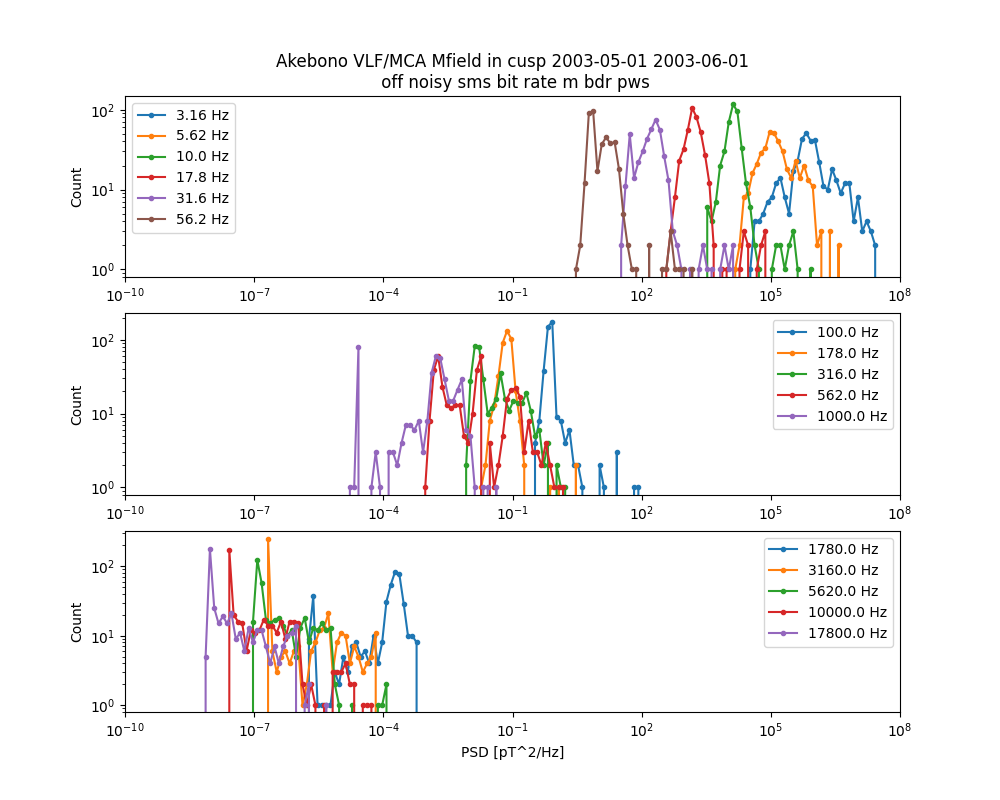 Akebono VLF/MCA Mfield in cusp 2003-05-01 2003-06-01
off noisy sms bit rate m bdr pws
Count
10^2
10^1
10^0
3.16 Hz
5.62 Hz
10.0 Hz
17.8 Hz
31.6 Hz
56.2 Hz
10^−10 10^−7 10^−4 10^−1 10^2 10^5 10^8
Count
10^2
10^1
10^0
100.0 Hz
178.0 Hz
316.0 Hz
562.0 Hz
1000.0 Hz
10^−10 10^−7 10^−4 10^−1 10^2 10^5 10^8
Count
10^2
10^1
10^0
1780.0 Hz
3160.0 Hz
5620.0 Hz
10000.0 Hz
17800.0 Hz
10^−10 10^−7 10^−4 10^−1 10^2 10^5 10^8
PSD [pT^2/Hz]